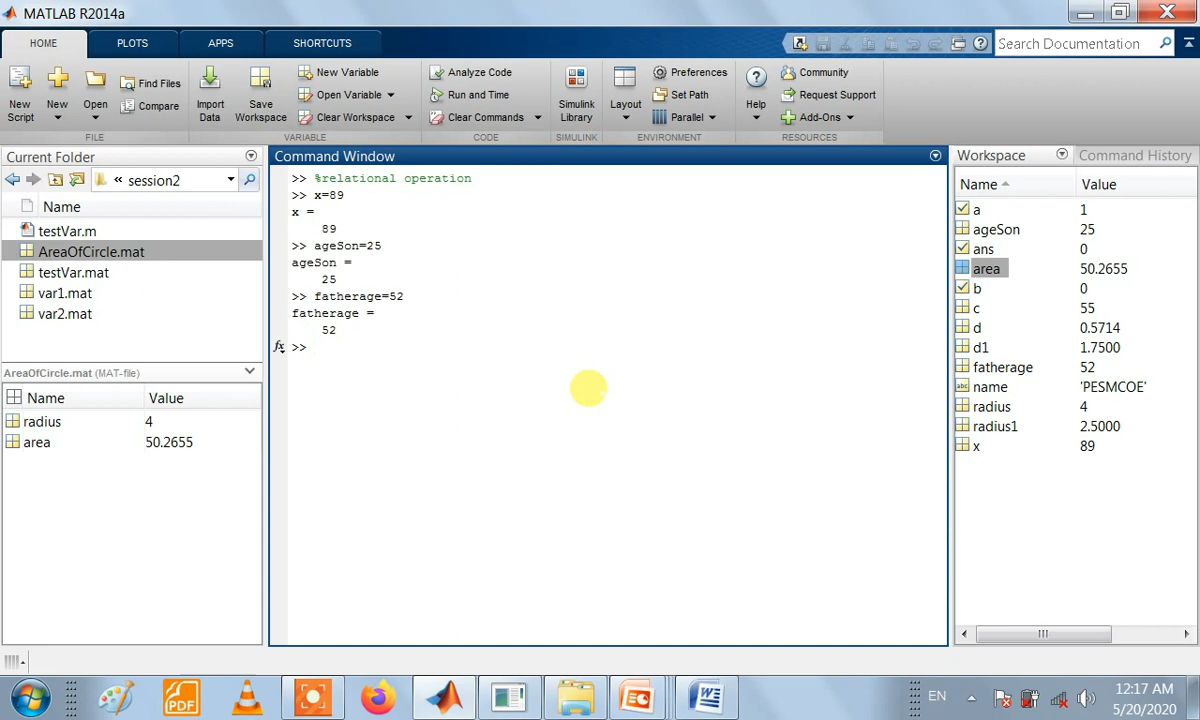 MATLAB R2014a
HOME
PLOTS
APPS
SHORTCUTS
Search Documentation
New Script
New
Open
Find Files
Compare
FILE
Import Data
Save Workspace
New Variable
Open Variable
Clear Workspace
VARIABLE
Analyze Code
Run and Time
Clear Commands
CODE
Simulink Library
SIMULINK
Layout
Preferences
Set Path
Parallel
ENVIRONMENT
Help
Community
Request Support
Add-Ons
RESOURCES
Current Folder
« session2
Name
testVar.m
AreaOfCircle.mat
testVar.mat
var1.mat
var2.mat
AreaOfCircle.mat (MAT-file)
Name Value
radius 4
area 50.2655
Command Window
>> %relational operation
>> x=89
x =
89
>> ageSon=25
ageSon =
25
>> fatherage=52
fatherage =
52
fx >>
Workspace
Command History
Name Value
a 1
ageSon 25
ans 0
area 50.2655
b 0
c 55
d 0.5714
d1 1.7500
fatherage 52
name 'PESMCOE'
radius 4
radius1 2.5000
x 89
PDF
EN
12:17 AM
5/20/2020